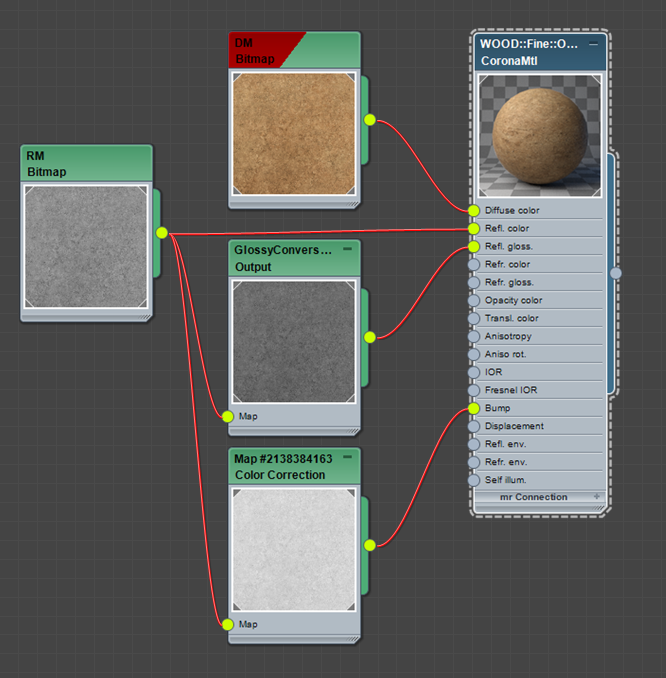 RM
Bitmap
DM
Bitmap
GlossyConvers...
Output
Map
Map #2138384163
Color Correction
Map
WOOD::Fine::O...
CoronaMtl
Diffuse color
Refl. color
Refl. gloss.
Refr. color
Refr. gloss.
Opacity color
Transl. color
Anisotropy
Aniso rot.
IOR
Fresnel IOR
Bump
Displacement
Refl. env.
Refr. env.
Self illum.
mr Connection